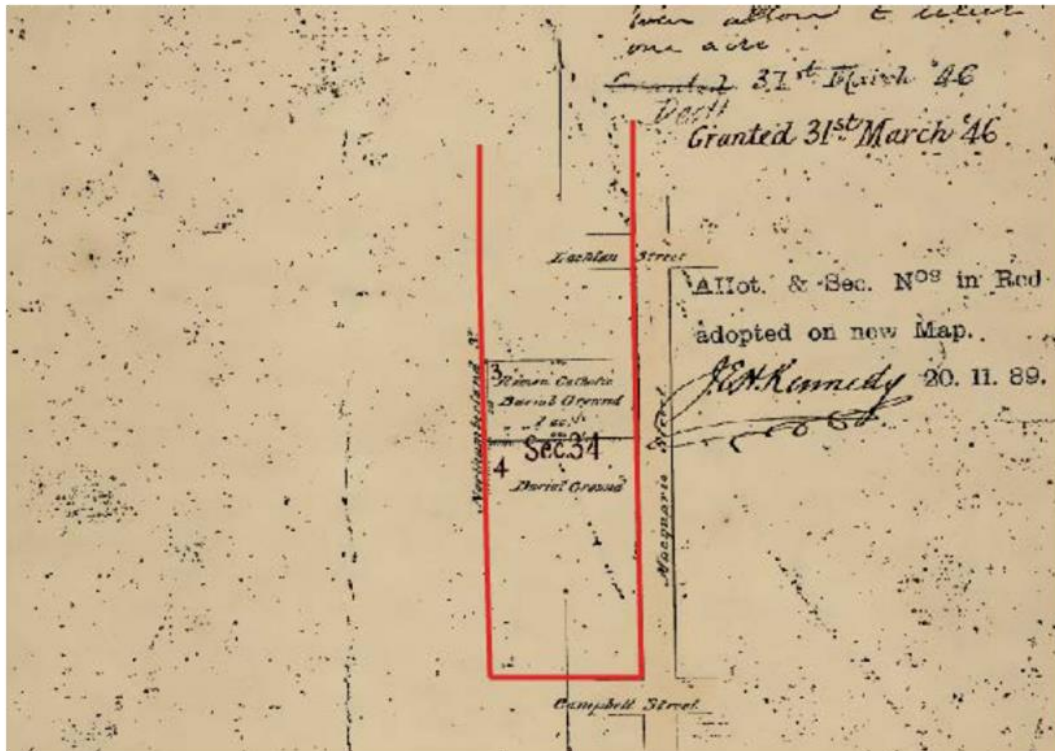 one acre
Granted 31st March 46
Granted 31st March '46
Lachlan Street
Allot. & Sec. Nos in Red
adopted on new Map.
J.E.H. Kennedy 20. 11. 89.
Northumberland St
3
Roman Catholic
Burial Ground
1 acre
Sec. 34
4
Burial Ground
Macquarie Street
Campbell Street